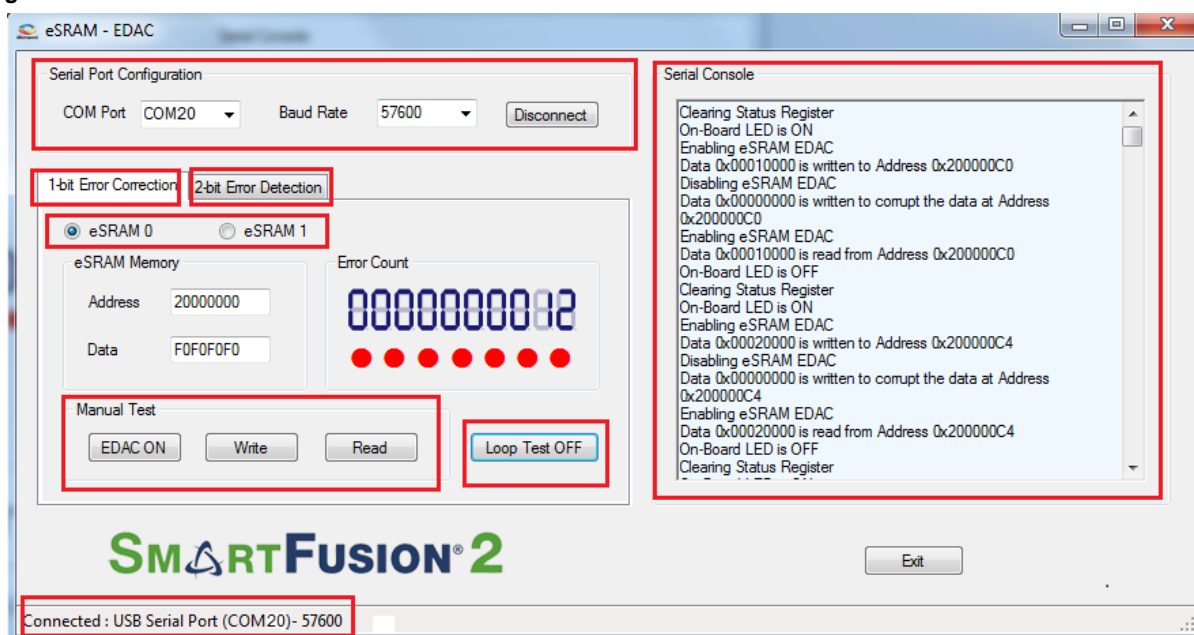 eSRAM - EDAC
Serial Port Configuration
COM Port COM20 Baud Rate 57600 Disconnect
1-bit Error Correction 2-bit Error Detection
eSRAM 0 eSRAM 1
eSRAM Memory
Address 20000000
Data F0F0F0F0
Error Count
0000000012
Manual Test
EDAC ON Write Read
Loop Test OFF
Serial Console
Clearing Status Register
On-Board LED is ON
Enabling eSRAM EDAC
Data 0x00010000 is written to Address 0x200000C0
Disabling eSRAM EDAC
Data 0x00000000 is written to corrupt the data at Address
0x200000C0
Enabling eSRAM EDAC
Data 0x00010000 is read from Address 0x200000C0
On-Board LED is OFF
Clearing Status Register
On-Board LED is ON
Enabling eSRAM EDAC
Data 0x00020000 is written to Address 0x200000C4
Disabling eSRAM EDAC
Data 0x00000000 is written to corrupt the data at Address
0x200000C4
Enabling eSRAM EDAC
Data 0x00020000 is read from Address 0x200000C4
On-Board LED is OFF
Clearing Status Register
SMARTFUSION® 2
Exit
Connected : USB Serial Port (COM20)- 57600